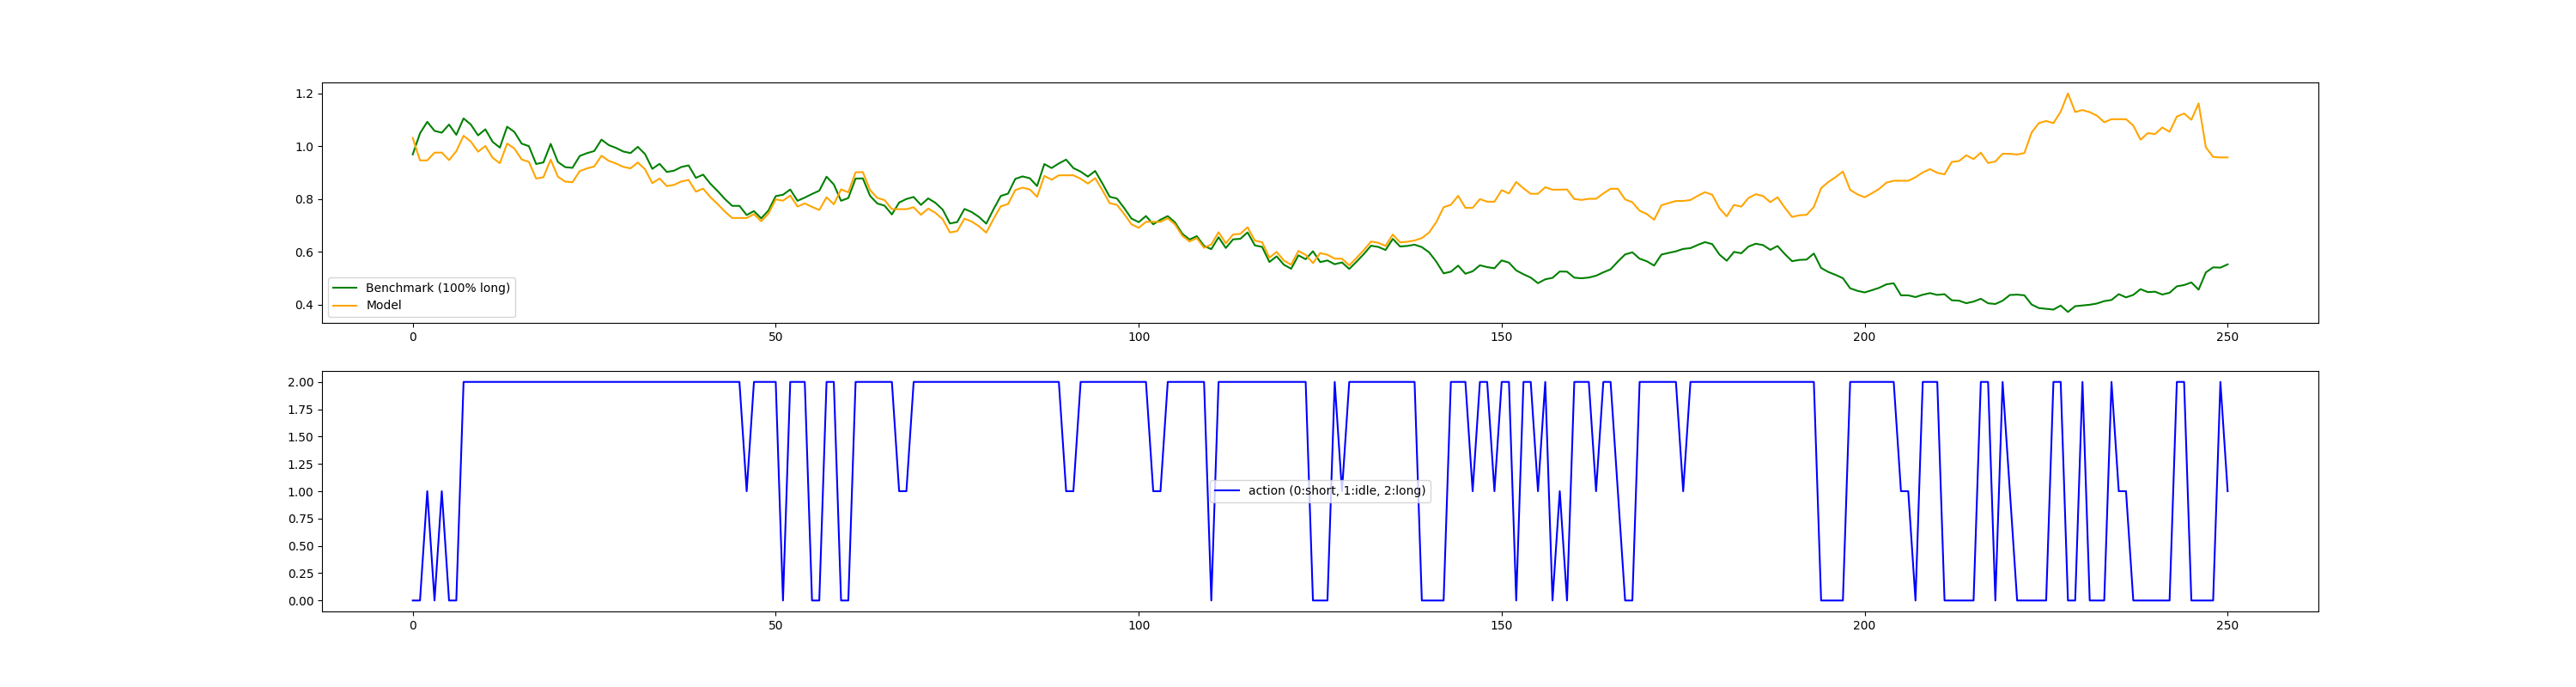 1.2
1.0
0.8
0.6
0.4
Benchmark (100% long)
Model
0 50 100 150 200 250
2.00
1.75
1.50
1.25
1.00
0.75
0.50
0.25
0.00
action (0:short, 1:idle, 2:long)
0 50 100 150 200 250